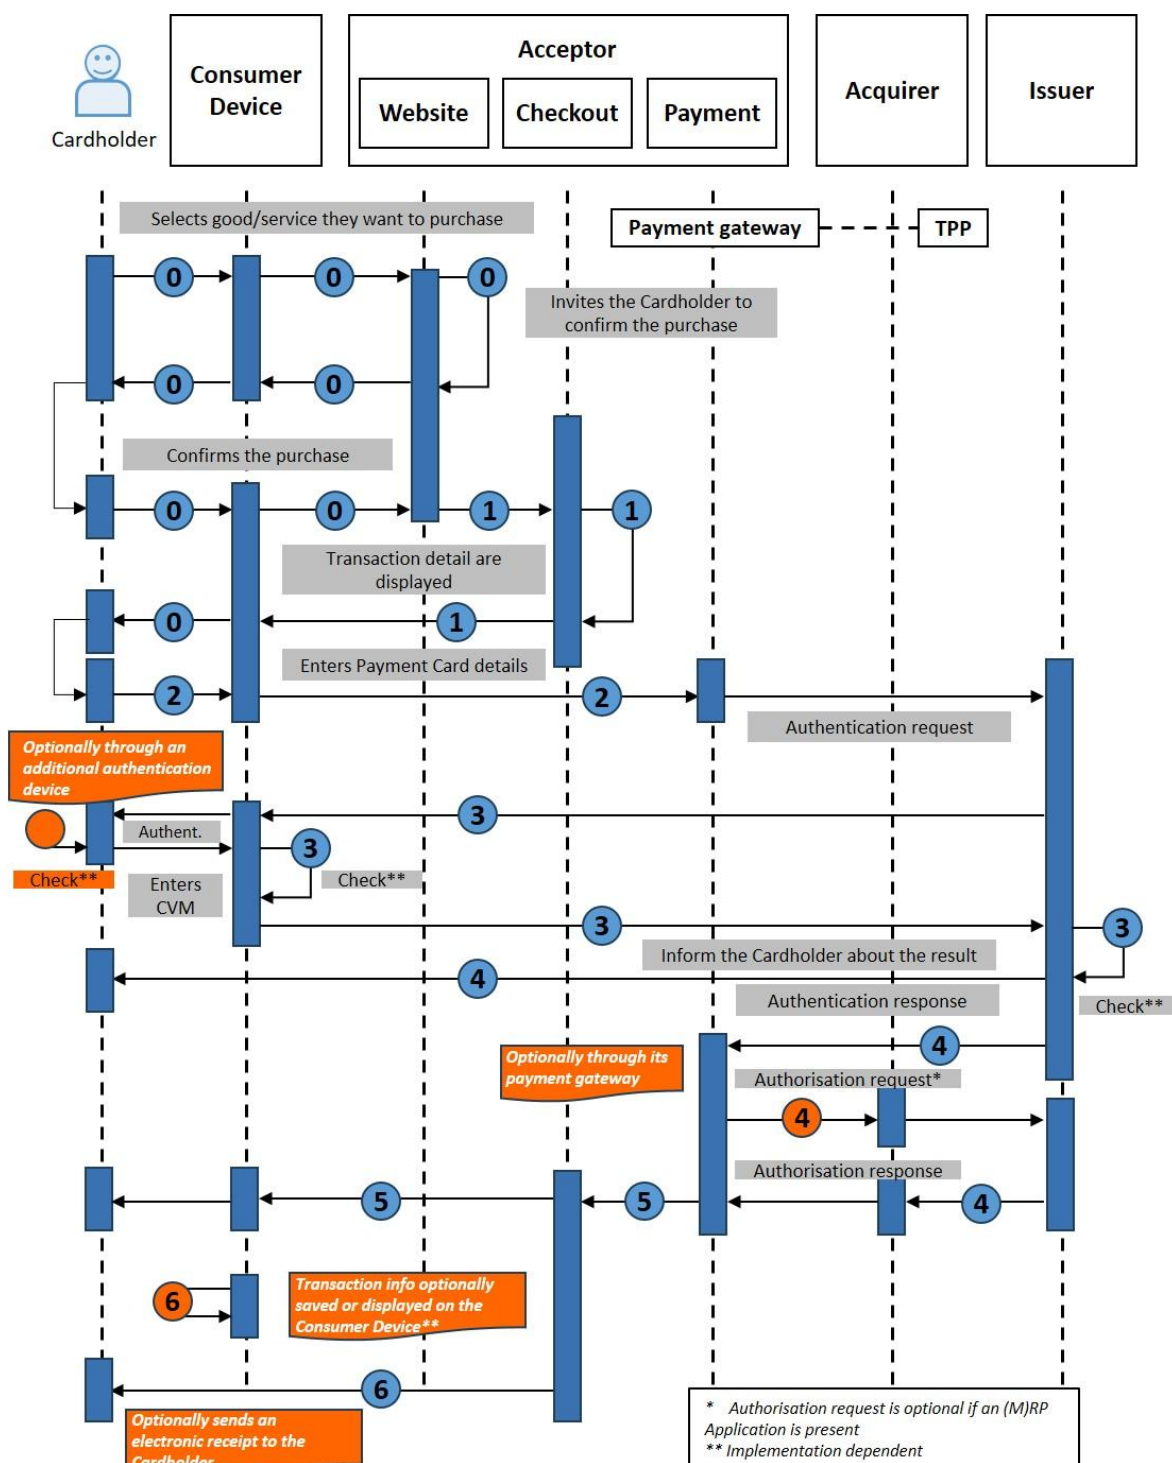 Cardholder
Consumer
Device
Acceptor
Website
Checkout
Payment
Acquirer
Issuer
Selects good/service they want to purchase
Payment gateway
TPP
0
0
0
Invites the Cardholder to
confirm the purchase
0
0
Confirms the purchase
0
0
1
1
Transaction detail are
displayed
0
1
Enters Payment Card details
2
2
Authentication request
Optionally through an
additional authentication
device
3
Authent.
3
Check**
Enters
CVM
Check**
3
3
Inform the Cardholder about the result
4
Authentication response
Check**
4
Optionally through its
payment gateway
Authorisation request*
4
Authorisation response
5
5
4
6
Transaction info optionally
saved or displayed on the
Consumer Device**
6
Optionally sends an
electronic receipt to the
Cardholder
* Authorisation request is optional if an (M)RP
Application is present
** Implementation dependent